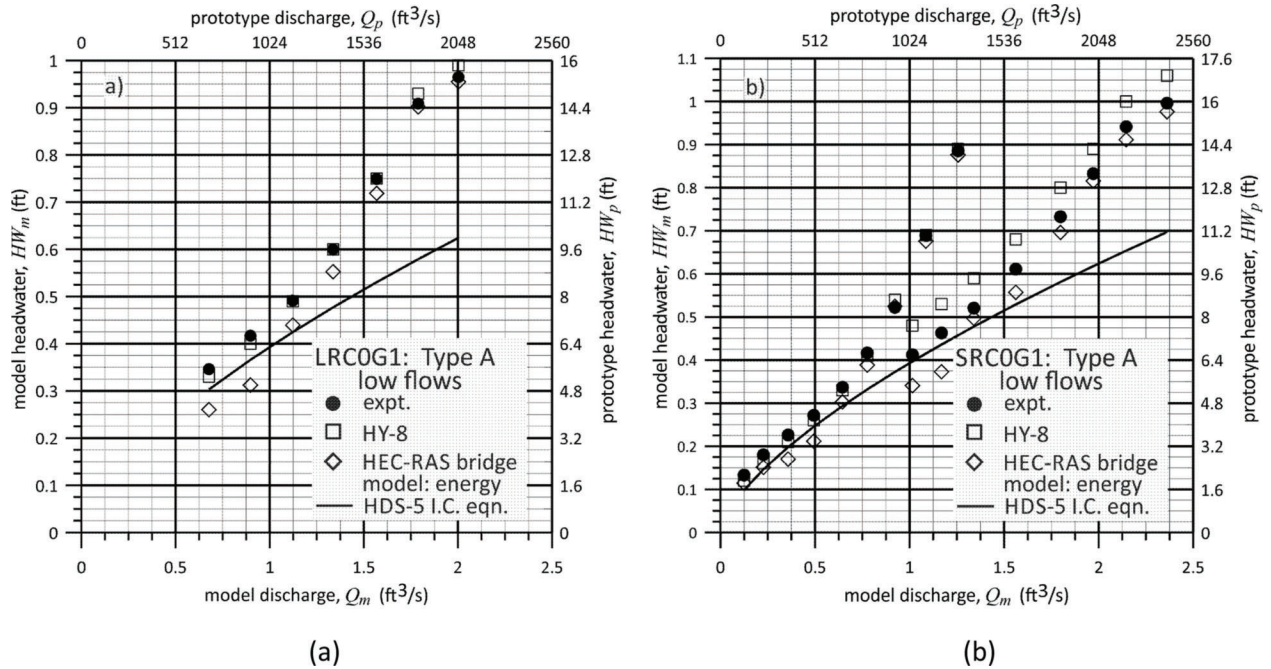 prototype discharge, Qp (ft3/s)
0 512 1024 1536 2048 2560
1 0.9 0.8 0.7 0.6 0.5 0.4 0.3 0.2 0.1 0
model headwater, HWm (ft)
a)
LRC0G1: Type A
low flows
expt.
HY-8
HEC-RAS bridge
model: energy
HDS-5 I.C. eqn.
16 14.4 12.8 11.2 9.6 8 6.4 4.8 3.2 1.6 0
prototype headwater, HWp (ft)
0 0.5 1 1.5 2 2.5
model discharge, Qm (ft3/s)
(a)
prototype discharge, Qp (ft3/s)
0 512 1024 1536 2048 2560
1.1 1 0.9 0.8 0.7 0.6 0.5 0.4 0.3 0.2 0.1 0
model headwater, HWm (ft)
b)
SRC0G1: Type A
low flows
expt.
HY-8
HEC-RAS bridge
model: energy
HDS-5 I.C. eqn.
17.6 16 14.4 12.8 11.2 9.6 8 6.4 4.8 3.2 1.6 0
prototype headwater, HWp (ft)
0 0.5 1 1.5 2 2.5
model discharge, Qm (ft3/s)
(b)